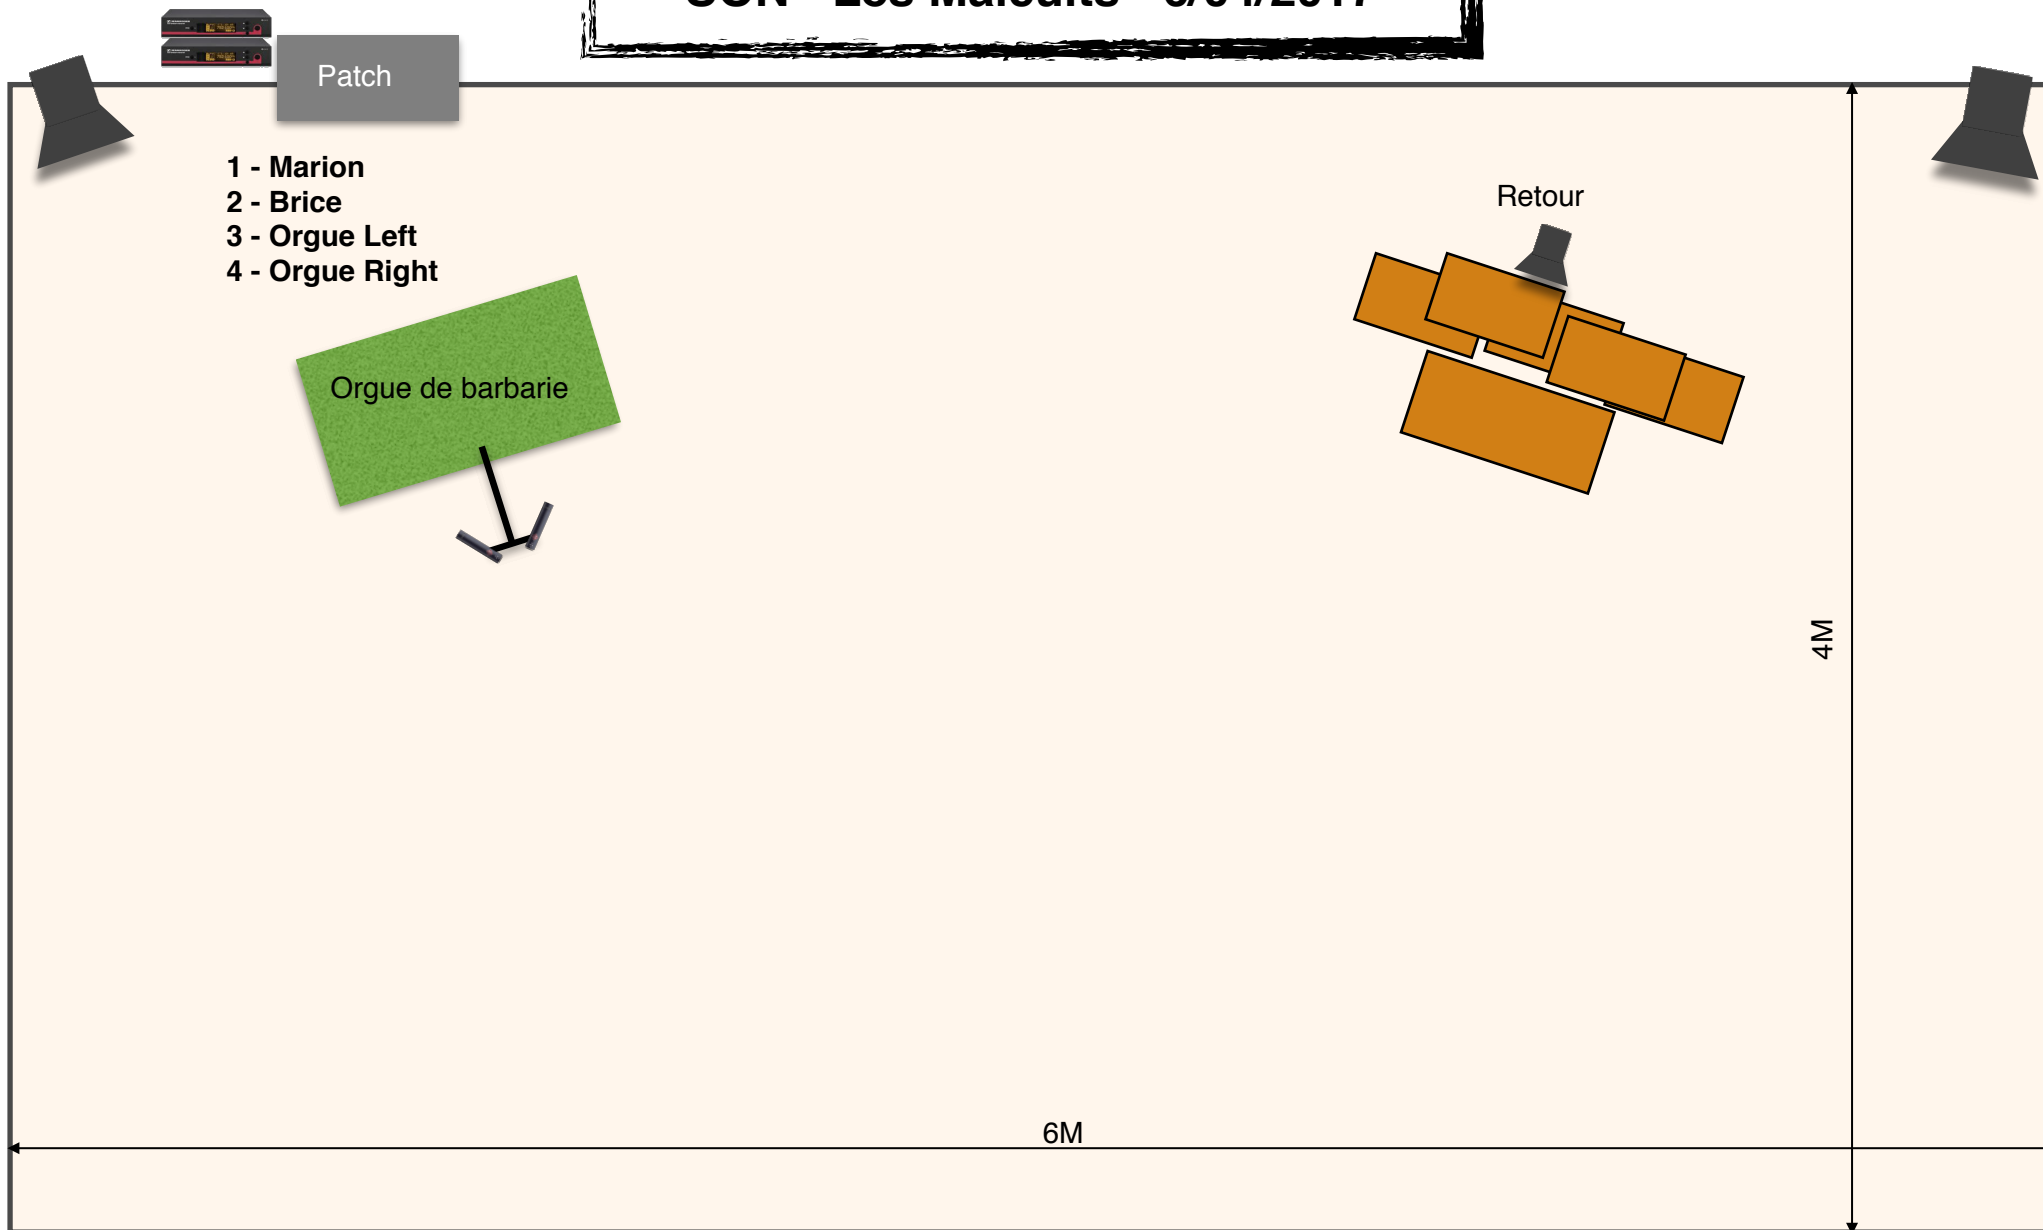 Patch
1 - Marion
2 - Brice
3 - Orgue Left
4 - Orgue Right
Retour
Orgue de barbarie
4M
6M